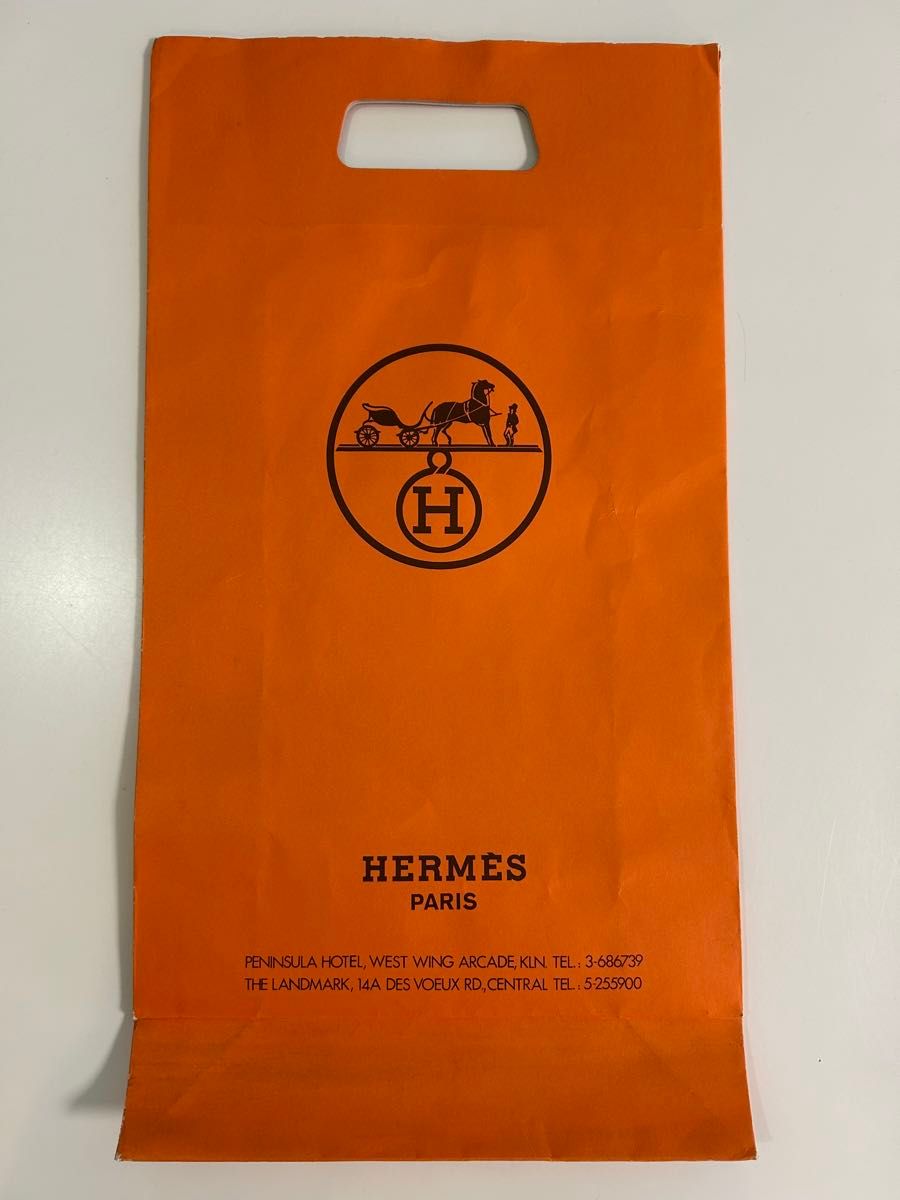 H
HERMÈS
PARIS
PENINSULA HOTEL, WEST WING ARCADE, KLN. TEL.: 3-686739
THE LANDMARK, 14A DES VOEUX RD., CENTRAL TEL.: 5-255900